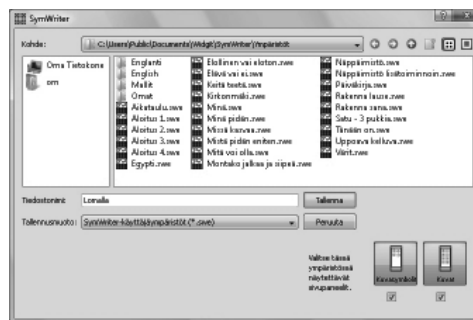 SymWriter
Kohde: C:\Users\Public\Documents\Widgit\SymWriter\Ympäristöt
Oma Tietokone
om
Englanti
English
Mallit
Omat
Aikataulu.swe
Aloitus 1.swe
Aloitus 2.swe
Aloitus 3.swe
Aloitus 4.swe
Egypti.swe
Elollinen vai eloton.swe
Elävä vai ei.swe
Keitä teetä.swe
Kirkonmäki.swe
Minä.swe
Minä pidän.swe
Missä kasvaa.swe
Mistä pidän eniten.swe
Mitä voi olla.swe
Montako jalkaa ja siipeä.swe
Näppäimistö.swe
Näppäimistö lisätoiminnoin.swe
Päiväkirja.swe
Rakenna lause.swe
Rakenna sana.swe
Satu - 3 pukkia.swe
Tänään on.swe
Uppoava kelluva.swe
Värit.swe
Tiedostonimi: Lomalla
Tallenna
Tallennusmuoto: SymWriter-käyttäjäympäristöt (*.swe)
Peruuta
Valitse tässä
ympäristössä
näytettävät
sivupaneelit.
Kuvasymbolit
Kuvat